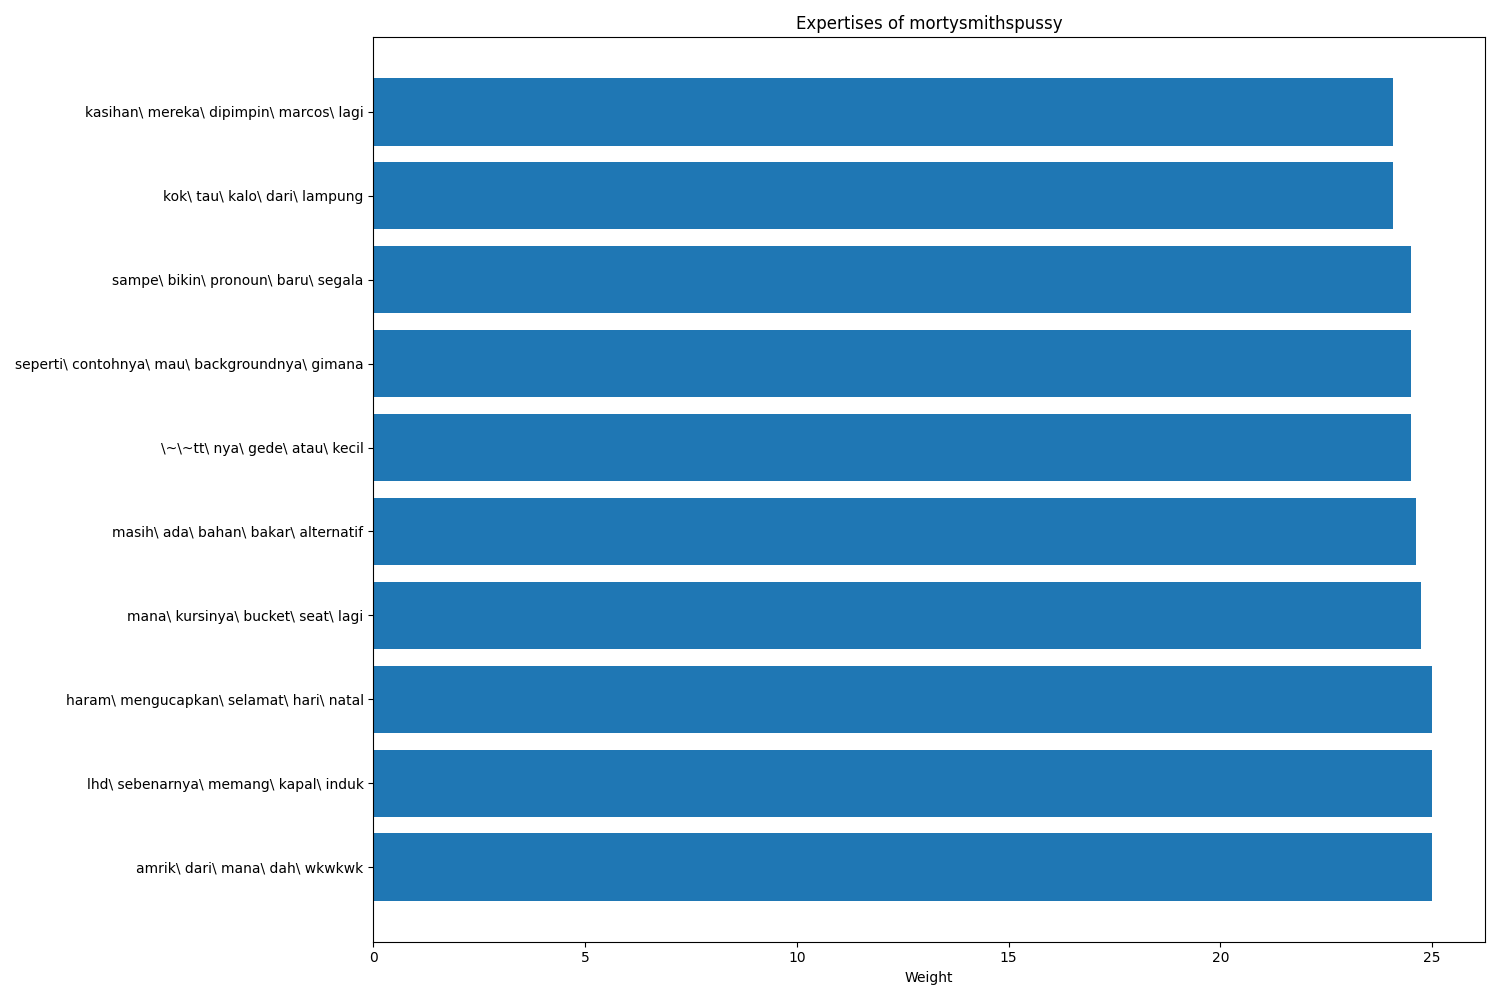 Expertises of mortysmithspussy
kasihan\ mereka\ dipimpin\ marcos\ lagi
kok\ tau\ kalo\ dari\ lampung
sampe\ bikin\ pronoun\ baru\ segala
seperti\ contohnya\ mau\ backgroundnya\ gimana
\~\~tt\ nya\ gede\ atau\ kecil
masih\ ada\ bahan\ bakar\ alternatif
mana\ kursinya\ bucket\ seat\ lagi
haram\ mengucapkan\ selamat\ hari\ natal
lhd\ sebenarnya\ memang\ kapal\ induk
amrik\ dari\ mana\ dah\ wkwkwk
0 5 10 15 20 25
Weight